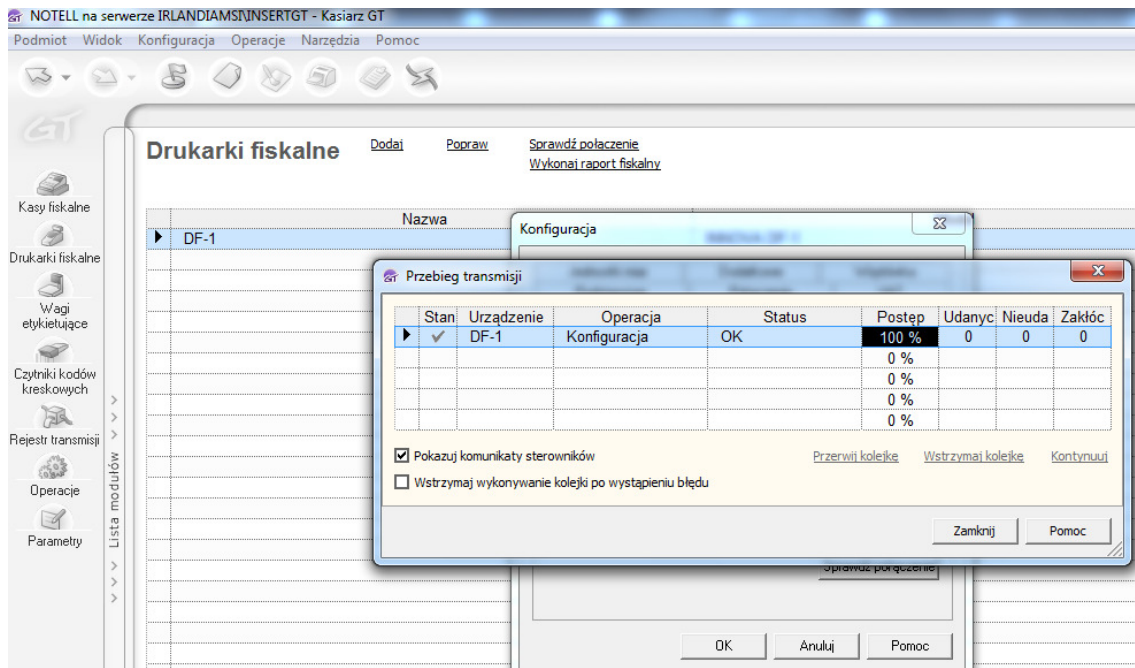 NOTELL na serwerze IRLANDIAMSI\INSERTGT - Kasiarz GT
Podmiot Widok Konfiguracja Operacje Narzędzia Pomoc
GT
Drukarki fiskalne Dodaj Popraw Sprawdź połaczenie
Wykonaj raport fiskalny
Kasy fiskalne
Drukarki fiskalne
Wagi
etykietujące
Czytniki kodów
kreskowych
Rejestr transmisji
Operacje
Parametry
Lista modułów
Nazwa
DF-1
Konfiguracja
Przebieg transmisji
Stan Urządzenie Operacja Status Postęp Udanyc Nieuda Zakłóc
DF-1 Konfiguracja OK 100 % 0 0 0
0 %
0 %
0 %
0 %
Pokazuj komunikaty sterowników Przerwij kolejkę Wstrzymaj kolejkę Kontynuuj
Wstrzymaj wykonywanie kolejki po wystąpieniu błędu
Zamknij Pomoc
Sprawdź połączenie
OK Anuluj Pomoc